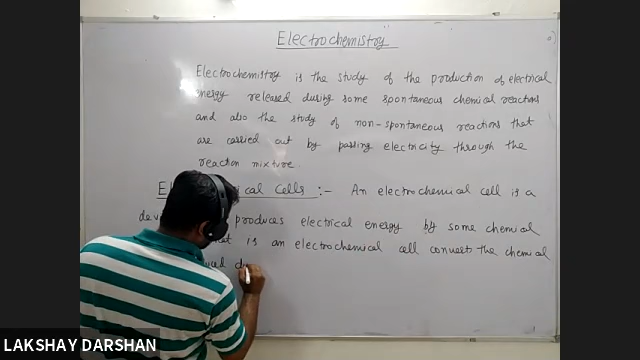 Electrochemistry
Electrochemistry is the study of the production of electrical
energy released during some spontaneous chemical reactions
and also the study of non-spontaneous reactions that
are carried out by passing electricity through the
reaction mixture
ical Cells :- An electrochemical cell is a
produces electrical energy by some chemical
is an electrochemical cell convert the chemical
LAKSHAY DARSHAN